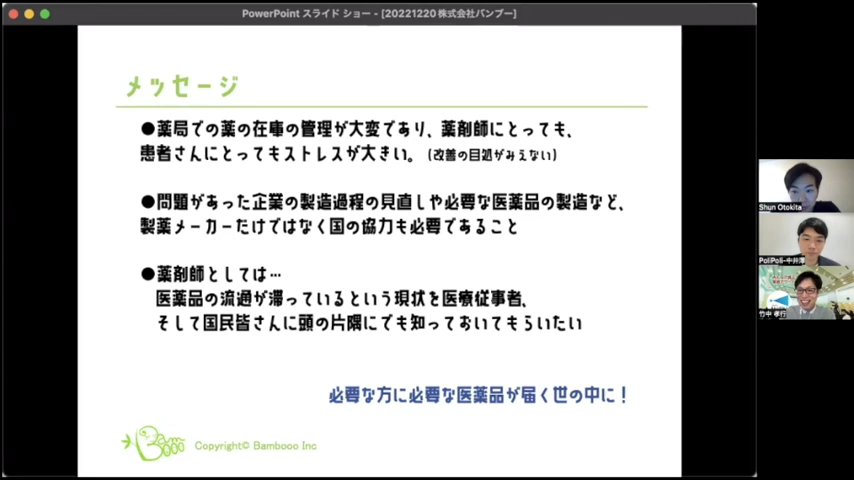 PowerPoint スライド ショー - [20221220 株式会社バンブー]
メッセージ
●薬局での薬の在庫の管理が大変であり、薬剤師にとっても、
患者さんにとってもストレスが大きい。（改善の目処がみえない）
●問題があった企業の製造過程の見直しや必要な医薬品の製造など、
製薬メーカーだけではなく国の協力も必要であること
●薬剤師としては…
医薬品の流通が滞っているという現状を医療従事者、
そして国民皆さんに頭の片隅にでも知っておいてもらいたい
必要な方に必要な医薬品が届く世の中に！
Copyright© Bambooo Inc
Shun Otokita
PoliPoli-中井澤
竹中 孝行